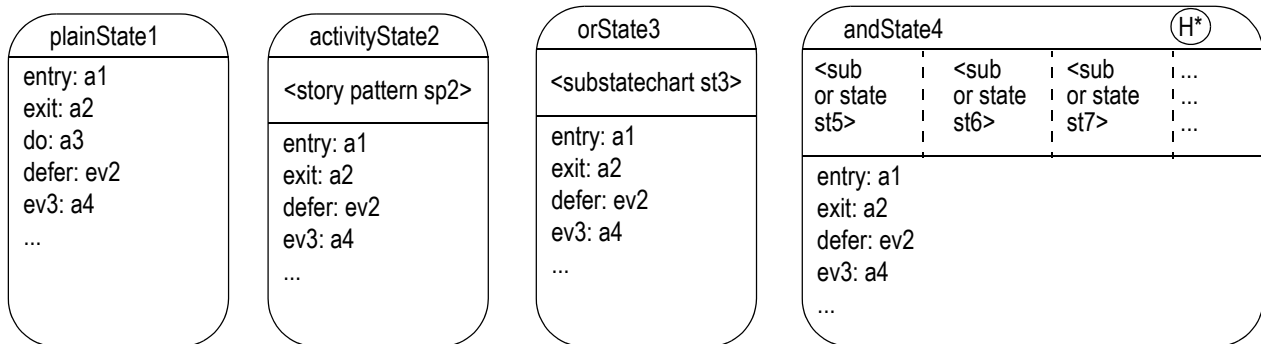 plainState1
entry: a1
exit: a2
do: a3
defer: ev2
ev3: a4
...
activityState2
<story pattern sp2>
entry: a1
exit: a2
defer: ev2
ev3: a4
...
orState3
<substatechart st3>
entry: a1
exit: a2
defer: ev2
ev3: a4
...
andState4
H*
<sub
or state
st5>
<sub
or state
st6>
<sub
or state
st7>
...
...
...
entry: a1
exit: a2
defer: ev2
ev3: a4
...